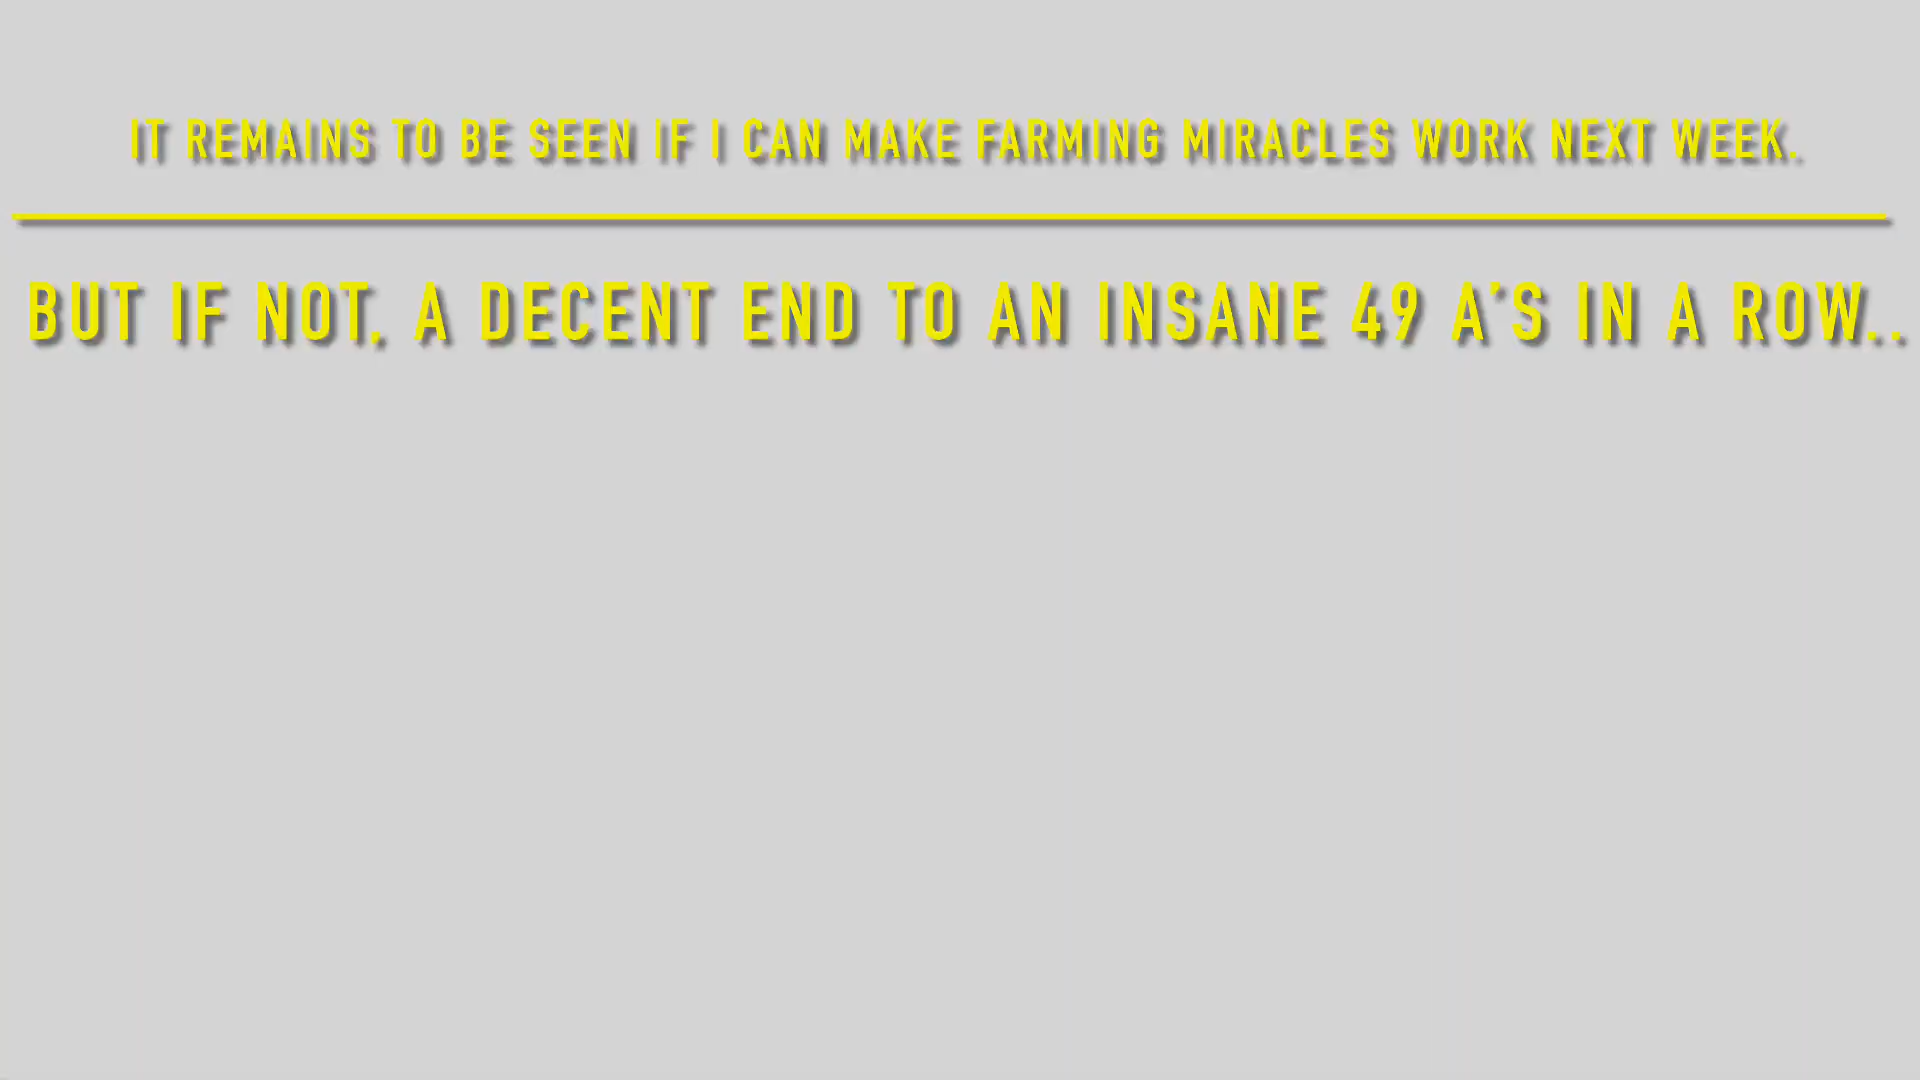 IT REMAINS TO BE SEEN IF I CAN MAKE FARMING MIRACLES WORK NEXT WEEK.
BUT IF NOT, A DECENT END TO AN INSANE 49 A'S IN A ROW..